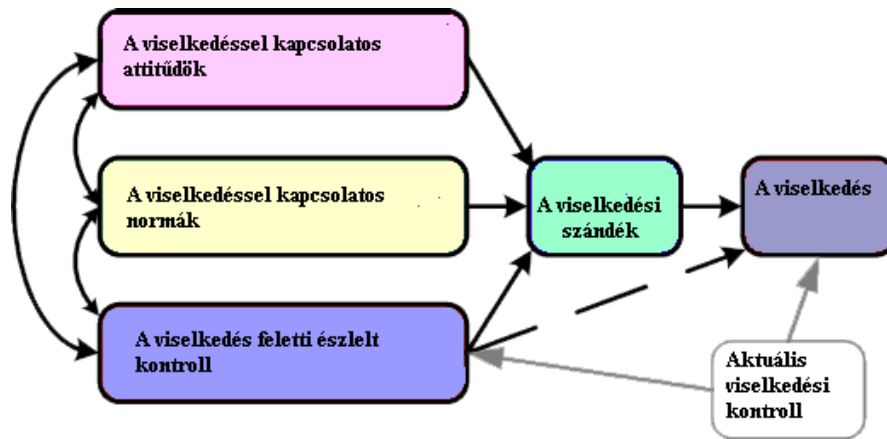 A viselkedéssel kapcsolatos
attitűdök
A viselkedéssel kapcsolatos
normák
A viselkedés feletti észlelt
kontroll
A viselkedési
szándék
A viselkedés
Aktuális
viselkedési
kontroll